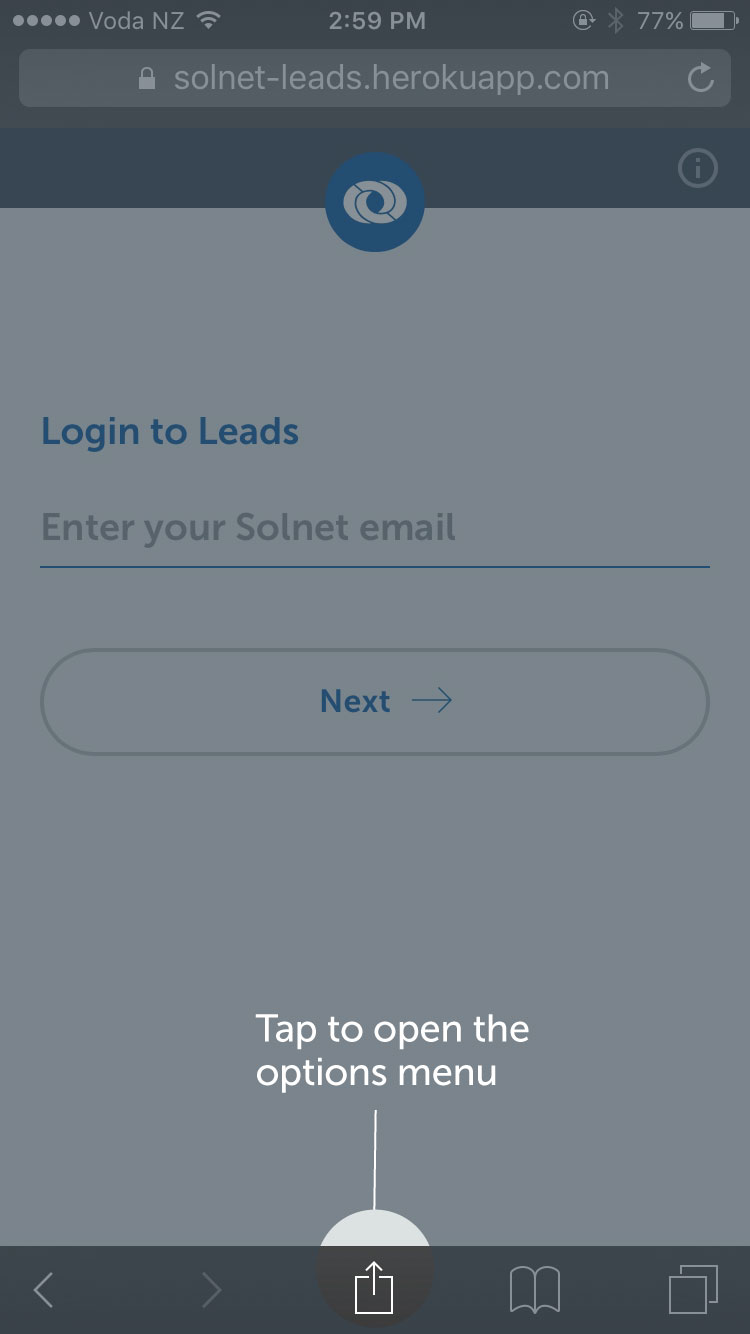 Voda NZ 2:59 PM 77%
solnet-leads.herokuapp.com
Login to Leads
Enter your Solnet email
Next
Tap to open the
options menu